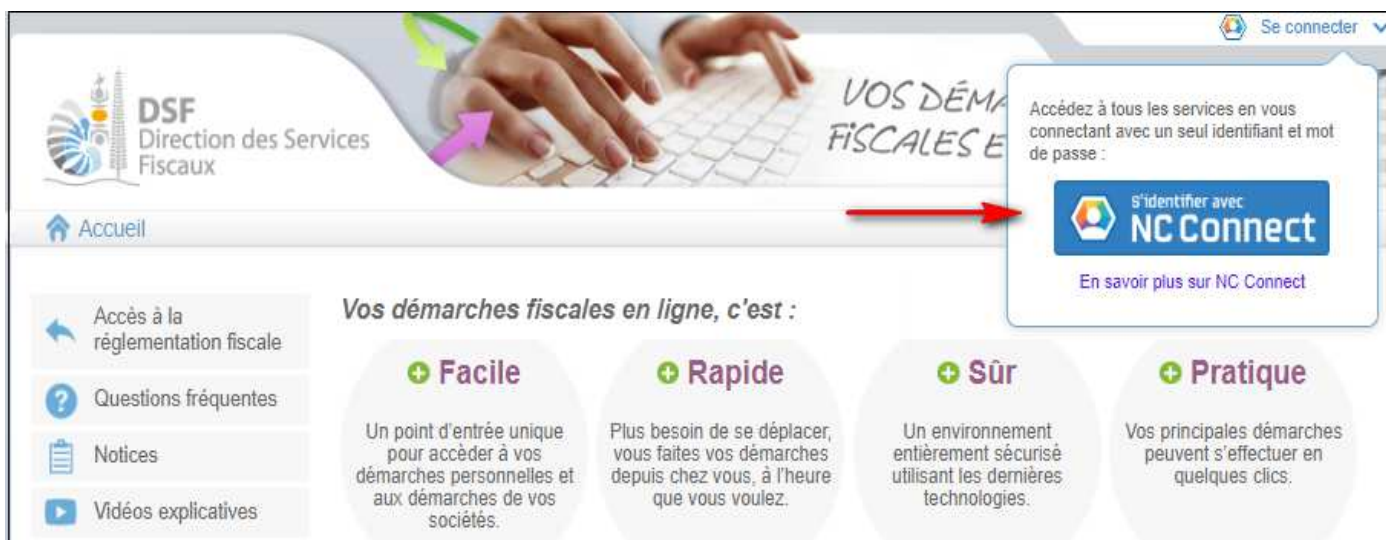 Se connecter
DSF
Direction des Services
Fiscaux
VOS DÉMA
FISCALES E
Accédez à tous les services en vous
connectant avec un seul identifiant et mot
de passe :
S'identifier avec
NC Connect
En savoir plus sur NC Connect
Accueil
Accès à la
réglementation fiscale
Questions fréquentes
Notices
Vidéos explicatives
Vos démarches fiscales en ligne, c'est :
Facile
Un point d'entrée unique
pour accèder à vos
démarches personnelles et
aux démarches de vos
sociétés.
Rapide
Plus besoin de se déplacer,
vous faites vos démarches
depuis chez vous, à l'heure
que vous voulez.
Sûr
Un environnement
entièrement sécurisé
utilisant les dernières
technologies.
Pratique
Vos principales démarches
peuvent s'effectuer en
quelques clics.